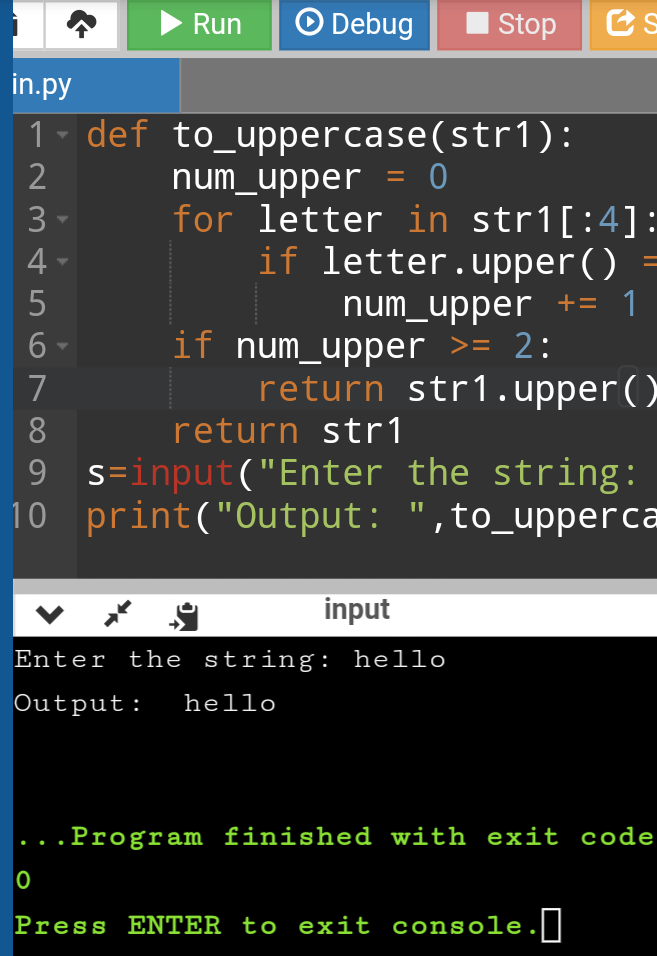 Run Debug Stop S
in.py
1 def to_uppercase(str1):
2 num_upper = 0
3 for letter in str1[:4]:
4 if letter.upper() =
5 num_upper += 1
6 if num_upper >= 2:
7 return str1.upper()
8 return str1
9 s=input("Enter the string:
10 print("Output: ",to_upperca
input
Enter the string: hello
Output:  hello
...Program finished with exit code
0
Press ENTER to exit console.